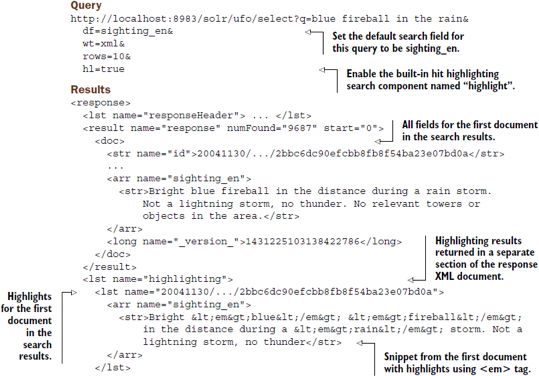 Query
http://localhost:8983/solr/ufo/select?q=blue fireball in the rain&
df=sighting_en&
wt=xml&
rows=10&
hl=true
Set the default search field for
this query to be sighting_en.
Enable the built-in hit highlighting
search component named “highlight”.
Results
<response>
<lst name="responseHeader"> ... </lst>
<result name="response" numFound="9687" start="0">
<doc>
<str name="id">20041130/.../2bbc6dc90efcbb8fb8f54ba23e07bd0a</str>
...
<arr name="sighting_en">
<str>Bright blue fireball in the distance during a rain storm.
Not a lightning storm, no thunder. No relevant towers or
objects in the area.</str>
</arr>
<long name="_version_">1431225103138422786</long>
</doc>
</result>
<lst name="highlighting">
<lst name="20041130/.../2bbc6dc90efcbb8fb8f54ba23e07bd0a">
<arr name="sighting_en">
<str>Bright &lt;em&gt;blue&lt;/em&gt; &lt;em&gt;fireball&lt;/em&gt;
in the distance during a &lt;em&gt;rain&lt;/em&gt; storm. Not a
lightning storm, no thunder</str>
</arr>
</lst>
All fields for the first document
in the search results.
Highlighting results
returned in a separate
section of the response
XML document.
Highlights
for the first
document
in the
search
results.
Snippet from the first document
with highlights using <em> tag.